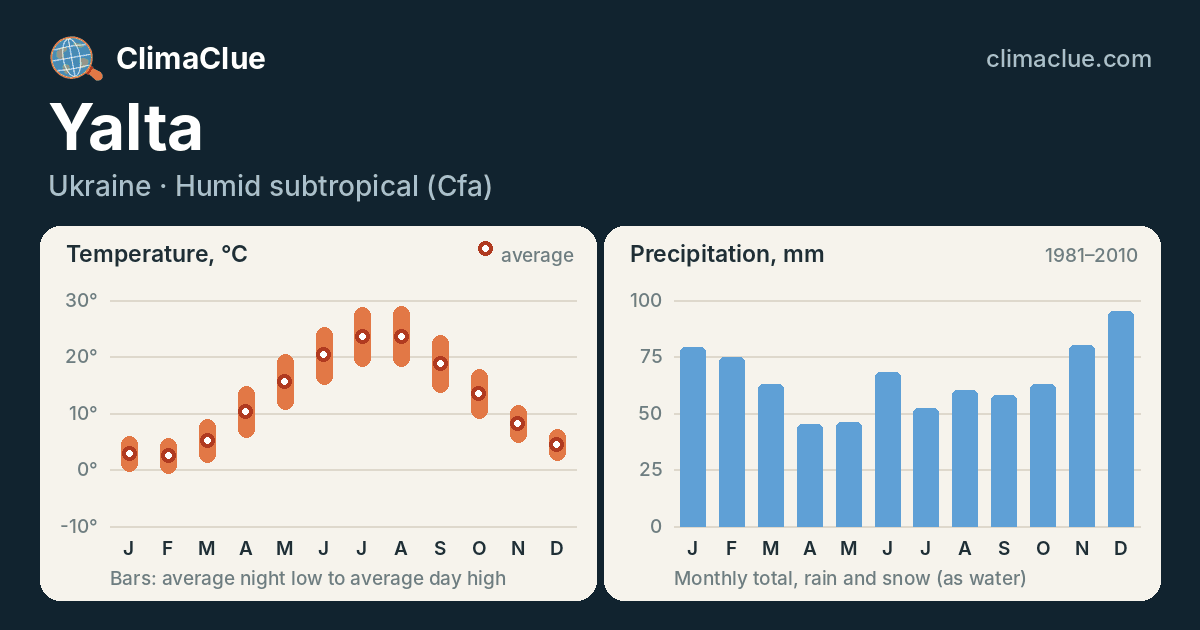 ClimaClue
climaclue.com
Yalta
Ukraine · Humid subtropical (Cfa)
Temperature, °C
average
30°
20°
10°
0°
-10°
J F M A M J J A S O N D
Bars: average night low to average day high
Precipitation, mm
1981–2010
100
75
50
25
0
J F M A M J J A S O N D
Monthly total, rain and snow (as water)